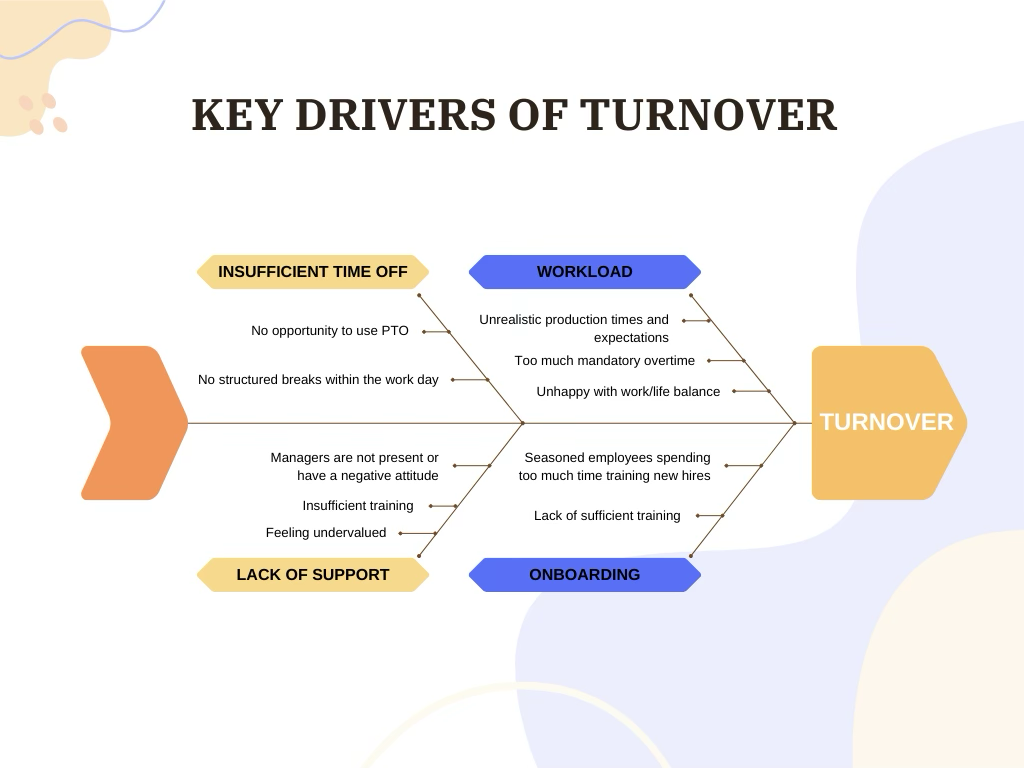 KEY DRIVERS OF TURNOVER
INSUFFICIENT TIME OFF
No opportunity to use PTO
No structured breaks within the work day
WORKLOAD
Unrealistic production times and
expectations
Too much mandatory overtime
Unhappy with work/life balance
TURNOVER
Managers are not present or
have a negative attitude
Insufficient training
Feeling undervalued
LACK OF SUPPORT
Seasoned employees spending
too much time training new hires
Lack of sufficient training
ONBOARDING